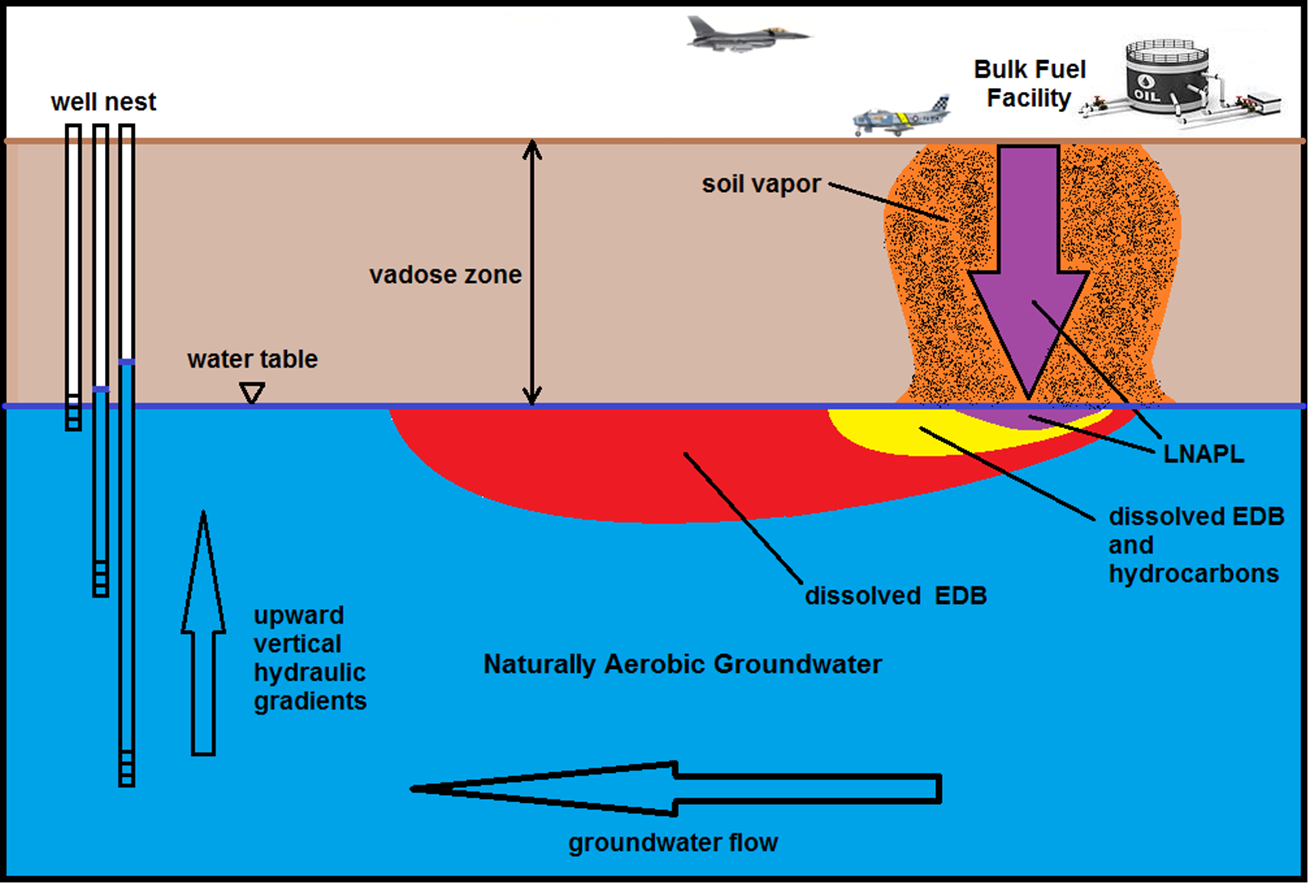 Bulk Fuel
Facility
OIL
well nest
soil vapor
vadose zone
water table
LNAPL
dissolved EDB
and
hydrocarbons
dissolved EDB
upward
vertical
hydraulic
gradients
Naturally Aerobic Groundwater
groundwater flow